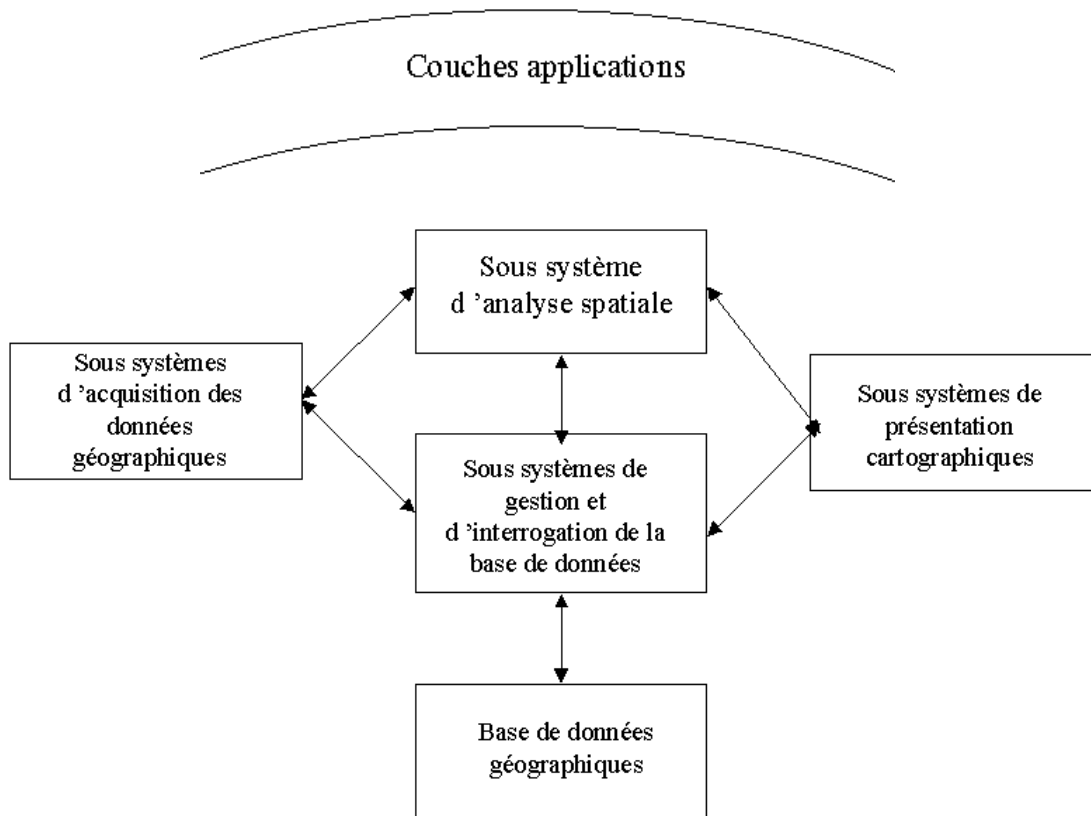 Couches applications
Sous système
d ’analyse spatiale
Sous systèmes
d ’acquisition des
données
géographiques
Sous systèmes de
présentation
cartographiques
Sous systèmes de
gestion et
d ’interrogation de la
base de données
Base de données
géographiques